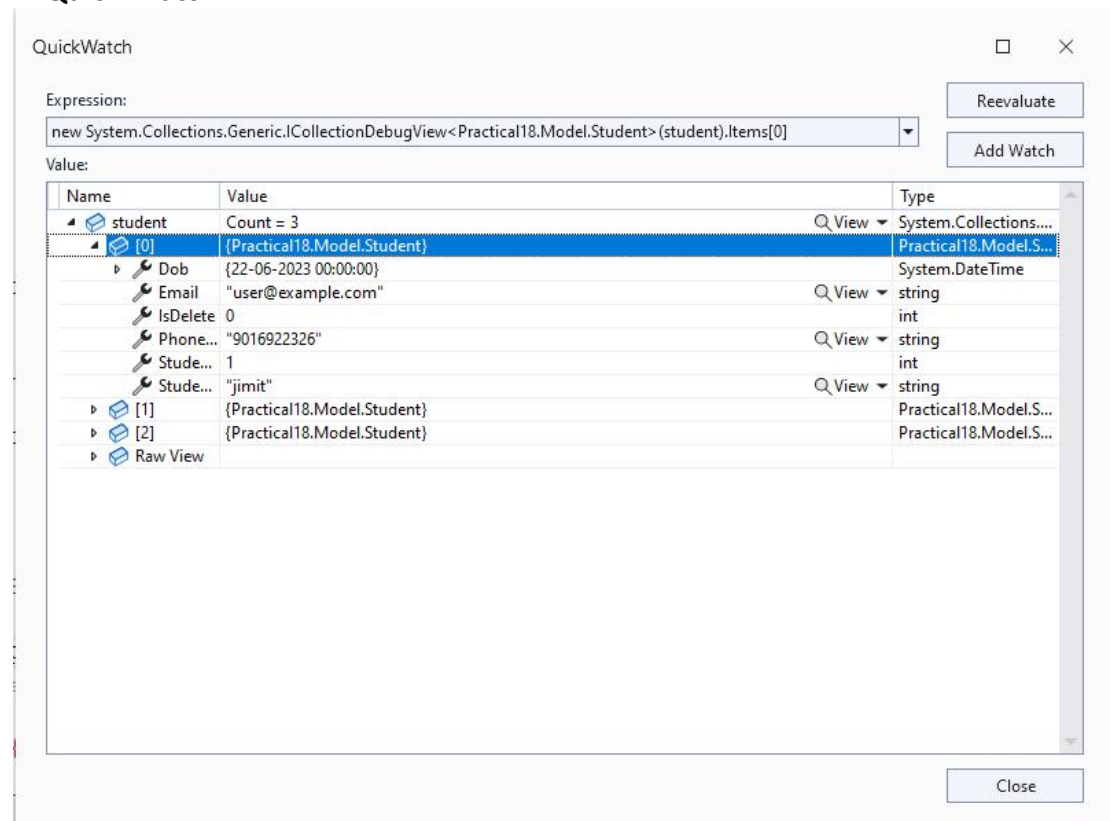 QuickWatch
Expression:
Reevaluate
new System.Collections.Generic.ICollectionDebugView<Practical18.Model.Student>(student).Items[0]
Add Watch
Value:
Name Value Type
student Count = 3 View System.Collections....
[0] {Practical18.Model.Student} Practical18.Model.S...
Dob {22-06-2023 00:00:00} System.DateTime
Email "user@example.com" View string
IsDelete 0 int
Phone... "9016922326" View string
Stude... 1 int
Stude... "jimit" View string
[1] {Practical18.Model.Student} Practical18.Model.S...
[2] {Practical18.Model.Student} Practical18.Model.S...
Raw View
Close